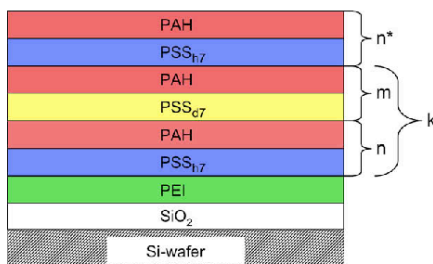 PAH
n*
PSSh7
PAH
m
PSSd7
k
PAH
n
PSSh7
PEI
SiO2
Si-wafer